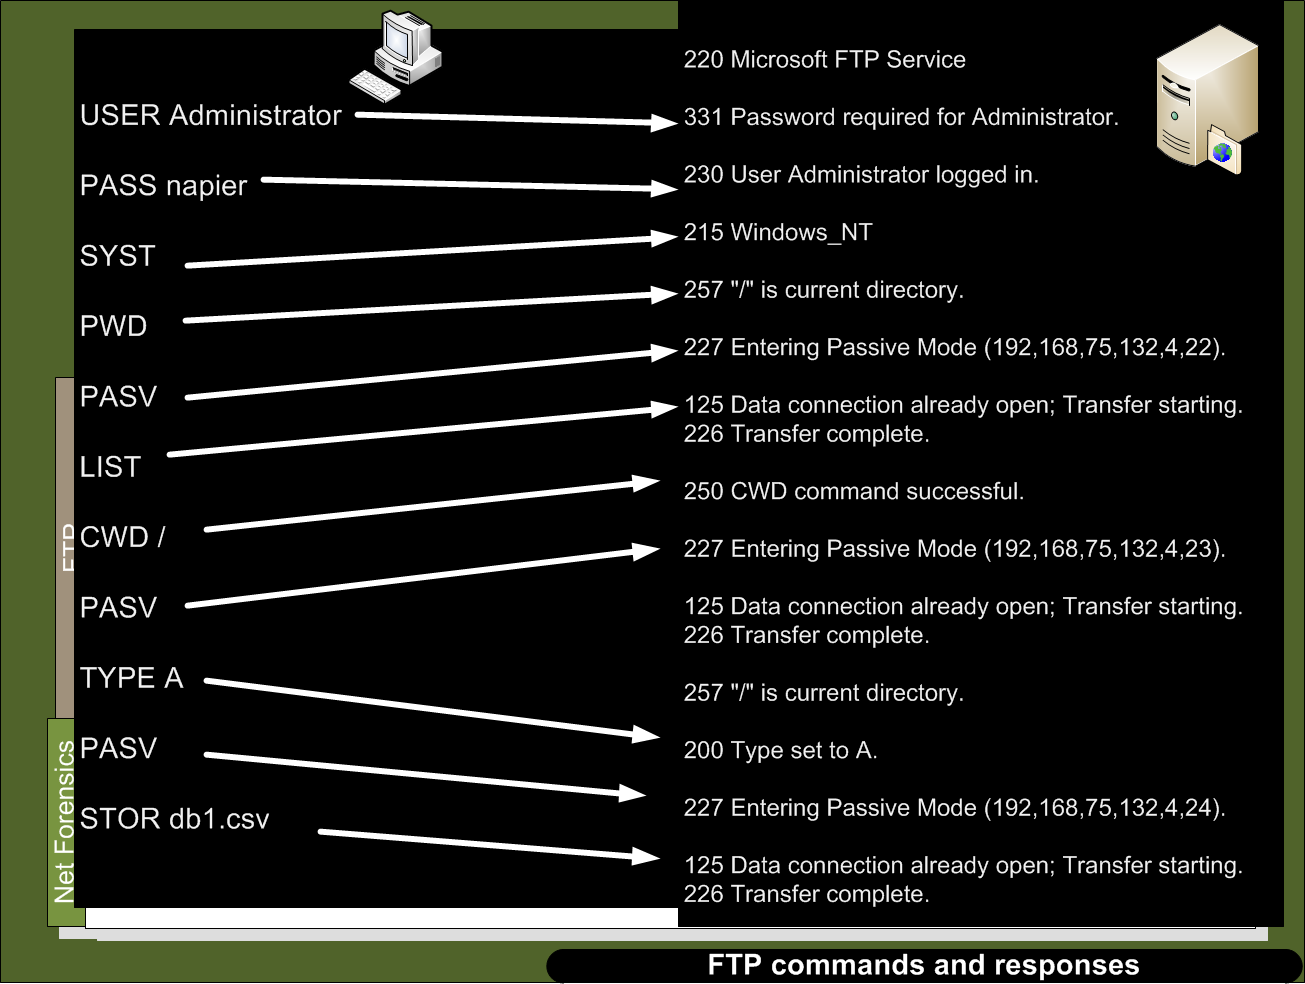 USER Administrator
PASS napier
SYST
PWD
PASV
LIST
CWD /
PASV
TYPE A
PASV
STOR db1.csv
220 Microsoft FTP Service
331 Password required for Administrator.
230 User Administrator logged in.
215 Windows_NT
257 "/" is current directory.
227 Entering Passive Mode (192,168,75,132,4,22).
125 Data connection already open; Transfer starting.
226 Transfer complete.
250 CWD command successful.
227 Entering Passive Mode (192,168,75,132,4,23).
125 Data connection already open; Transfer starting.
226 Transfer complete.
257 "/" is current directory.
200 Type set to A.
227 Entering Passive Mode (192,168,75,132,4,24).
125 Data connection already open; Transfer starting.
226 Transfer complete.
FTP
Net Forensics
FTP commands and responses